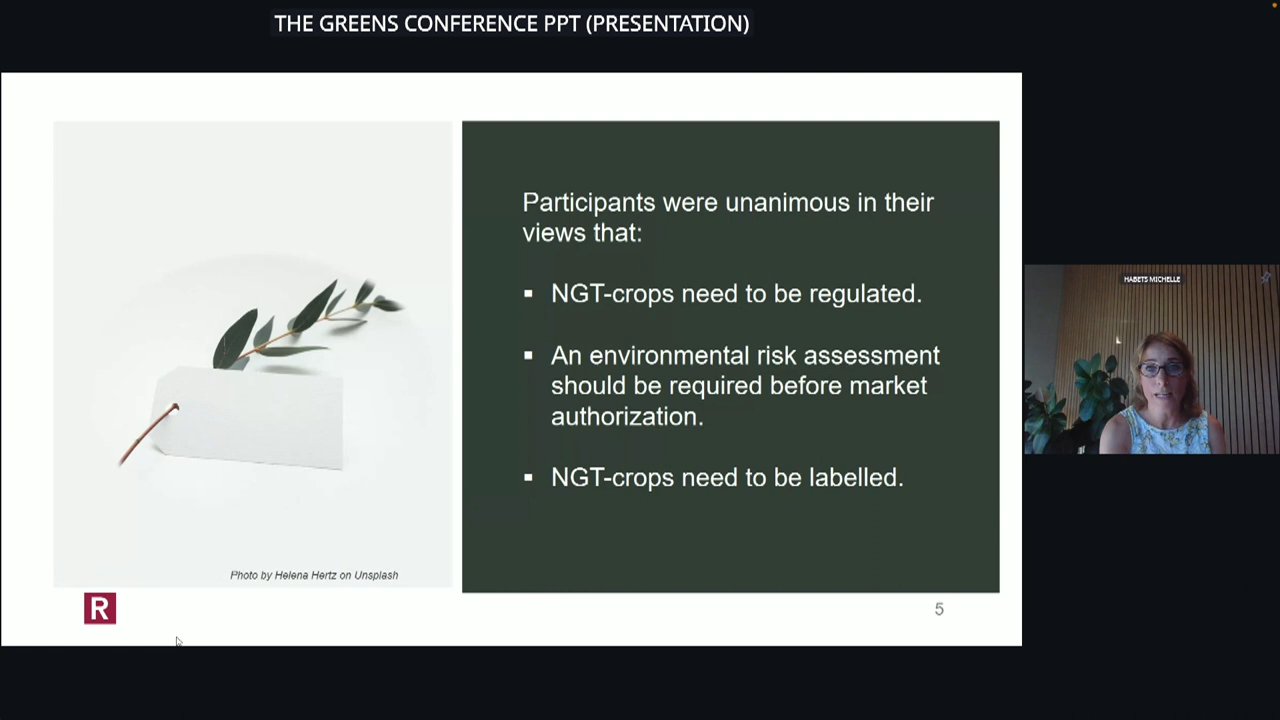 THE GREENS CONFERENCE PPT (PRESENTATION)
Participants were unanimous in their
views that:
▪ NGT-crops need to be regulated.
▪ An environmental risk assessment
should be required before market
authorization.
▪ NGT-crops need to be labelled.
Photo by Helena Hertz on Unsplash
R
5
HABETS MICHELLE